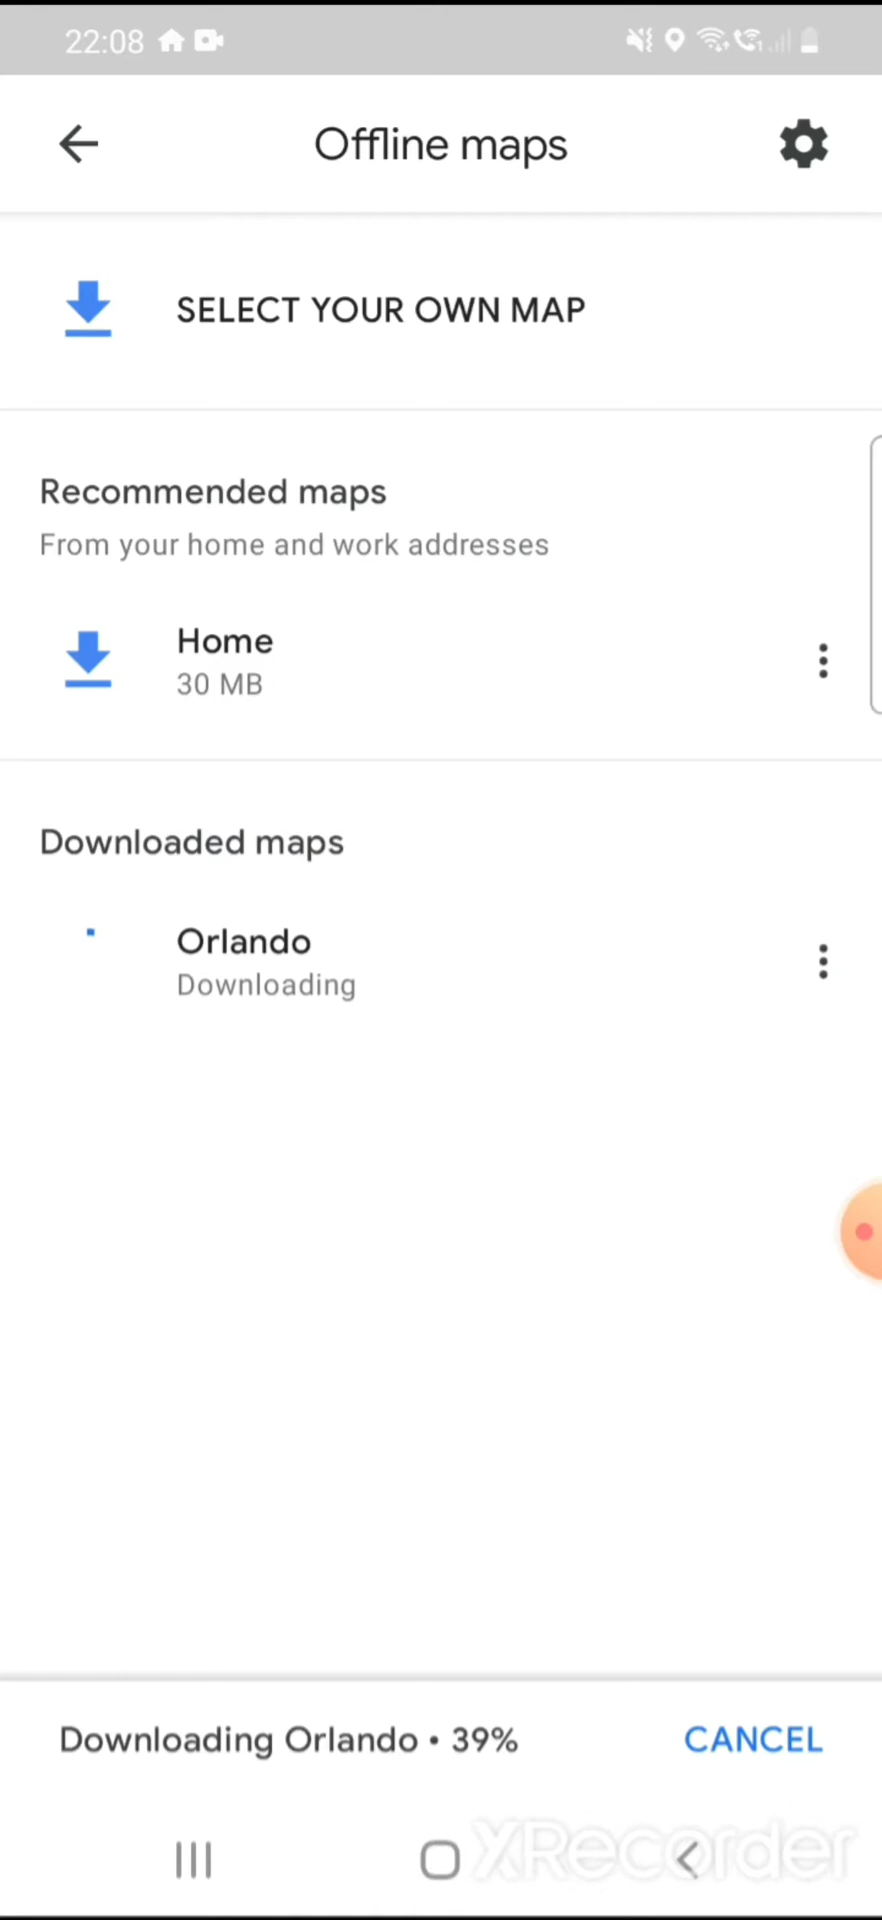 22:08
Offline maps
SELECT YOUR OWN MAP
Recommended maps
From your home and work addresses
Home
30 MB
Downloaded maps
Orlando
Downloading
Downloading Orlando • 39%
CANCEL
XRecorder